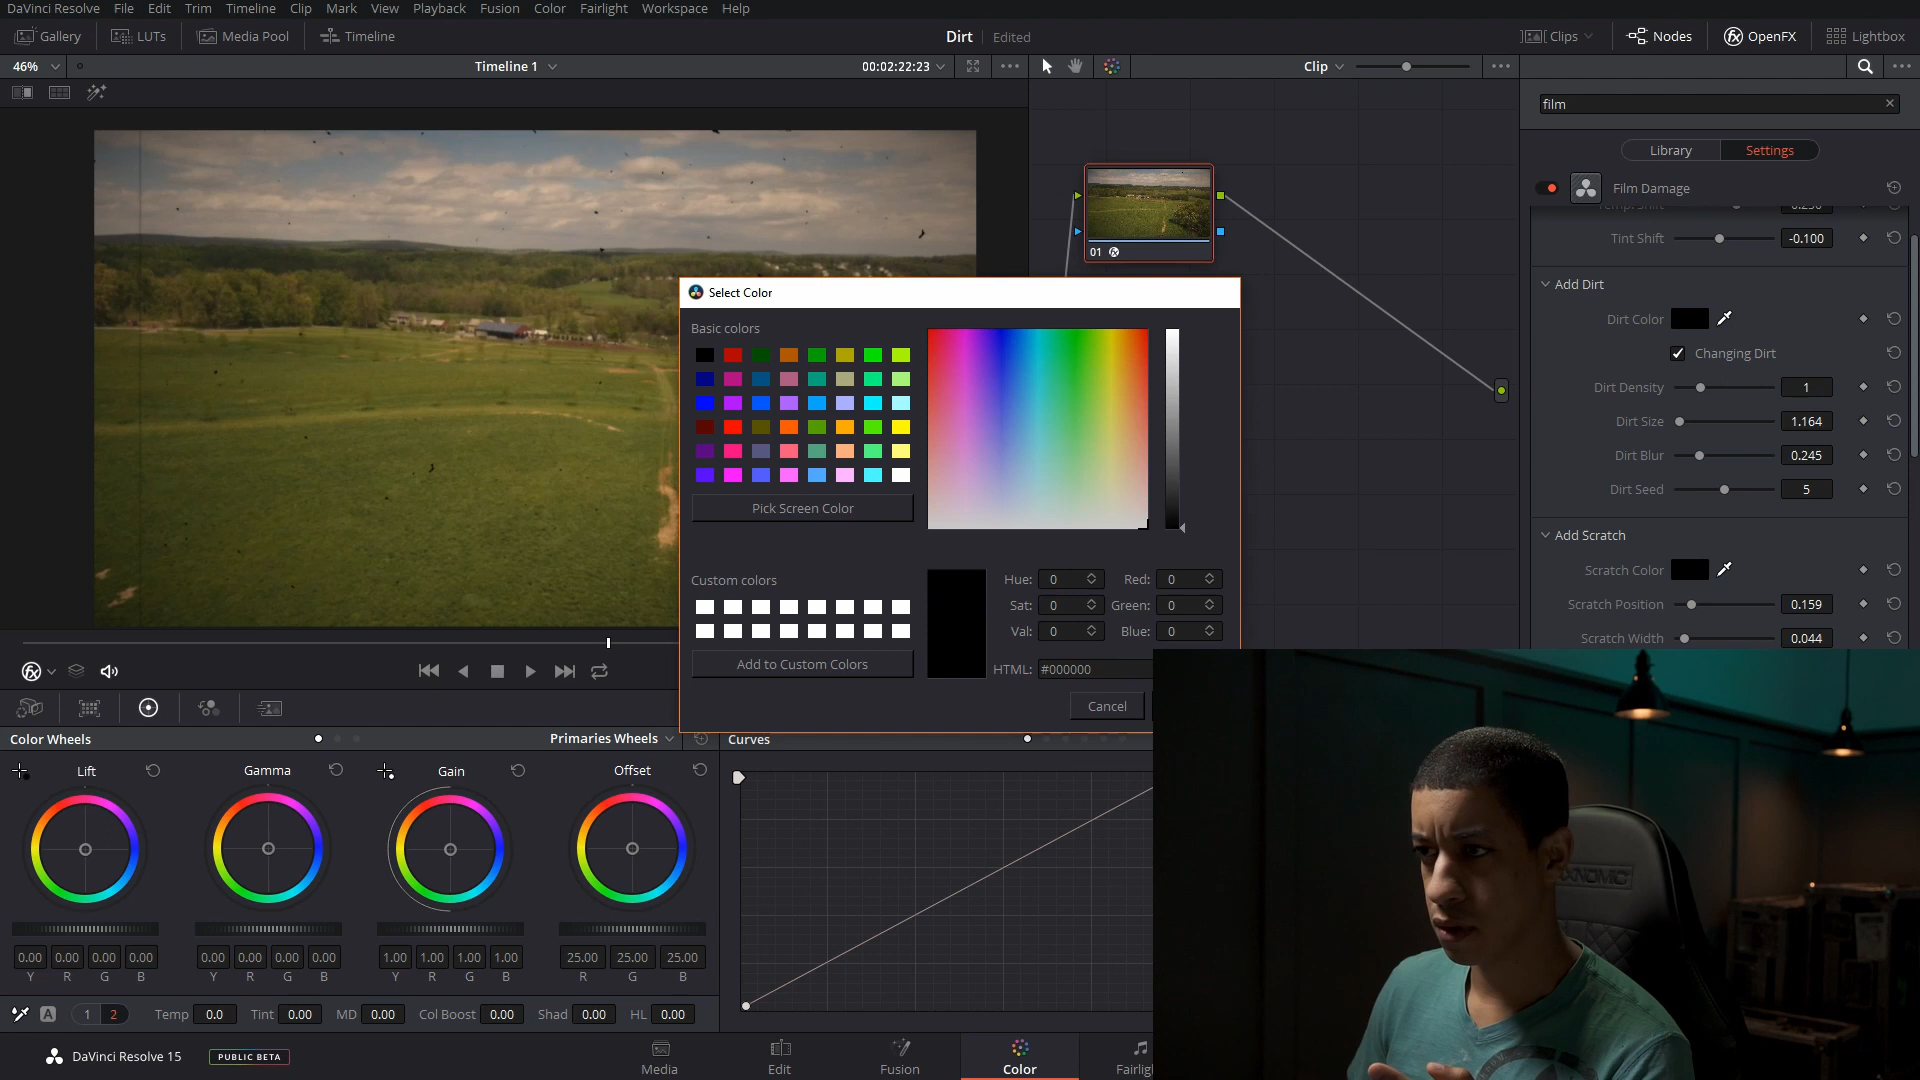 DaVinci Resolve File Edit Trim Timeline Clip Mark View Playback Fusion Color Fairlight Workspace Help
Gallery LUTs Media Pool Timeline Dirt Edited Clips Nodes OpenFX Lightbox
46% Timeline 1 00:02:22:23 Clip
film
Library Settings
Film Damage
Tint Shift -0.100
Add Dirt
Dirt Color
Changing Dirt
Dirt Density 1
Dirt Size 1.164
Dirt Blur 0.245
Dirt Seed 5
Add Scratch
Scratch Color
Scratch Position 0.159
Scratch Width 0.044
01
Select Color
Basic colors
Pick Screen Color
Custom colors
Add to Custom Colors
Hue: 0 Red: 0
Sat: 0 Green: 0
Val: 0 Blue: 0
HTML: #000000
Cancel
Color Wheels Primaries Wheels Curves
Lift Gamma Gain Offset
0.00 0.00 0.00 0.00 0.00 0.00 0.00 0.00 1.00 1.00 1.00 1.00 25.00 25.00 25.00
Y R G B Y R G B Y R G B R G B
A 1 2 Temp 0.0 Tint 0.00 MD 0.00 Col Boost 0.00 Shad 0.00 HL 0.00
DaVinci Resolve 15 PUBLIC BETA
Media Edit Fusion Color